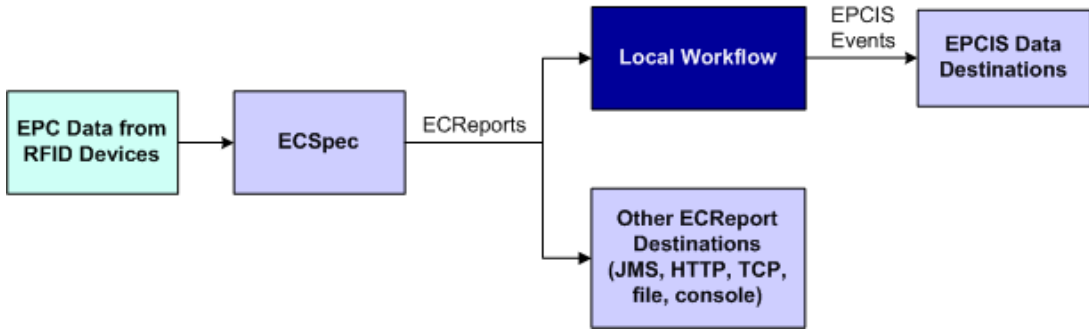 EPC Data from
RFID Devices
ECSpec
ECReports
Local Workflow
EPCIS
Events
EPCIS Data
Destinations
Other ECReport
Destinations
(JMS, HTTP, TCP,
file, console)